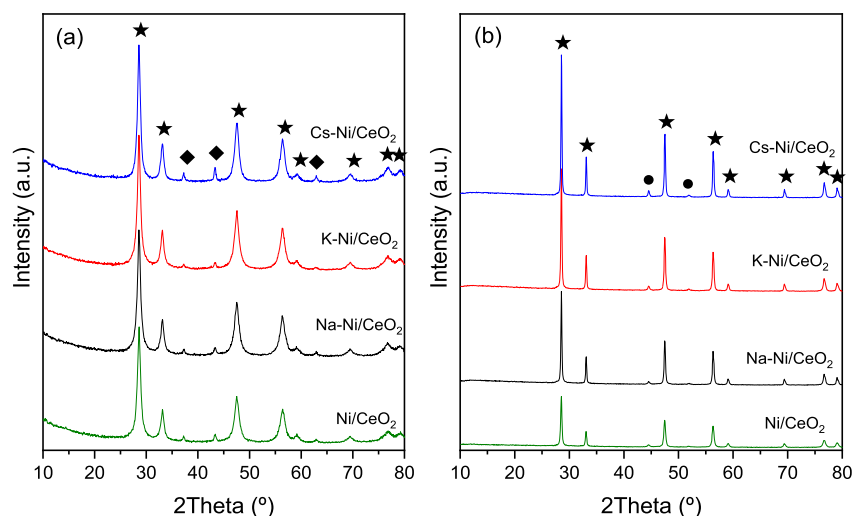 (a)
Cs-Ni/CeO₂
K-Ni/CeO₂
Na-Ni/CeO₂
Ni/CeO₂
Intensity (a.u.)
10 20 30 40 50 60 70 80
2Theta (º)
(b)
Cs-Ni/CeO₂
K-Ni/CeO₂
Na-Ni/CeO₂
Ni/CeO₂
Intensity (a.u.)
10 20 30 40 50 60 70 80
2Theta (º)